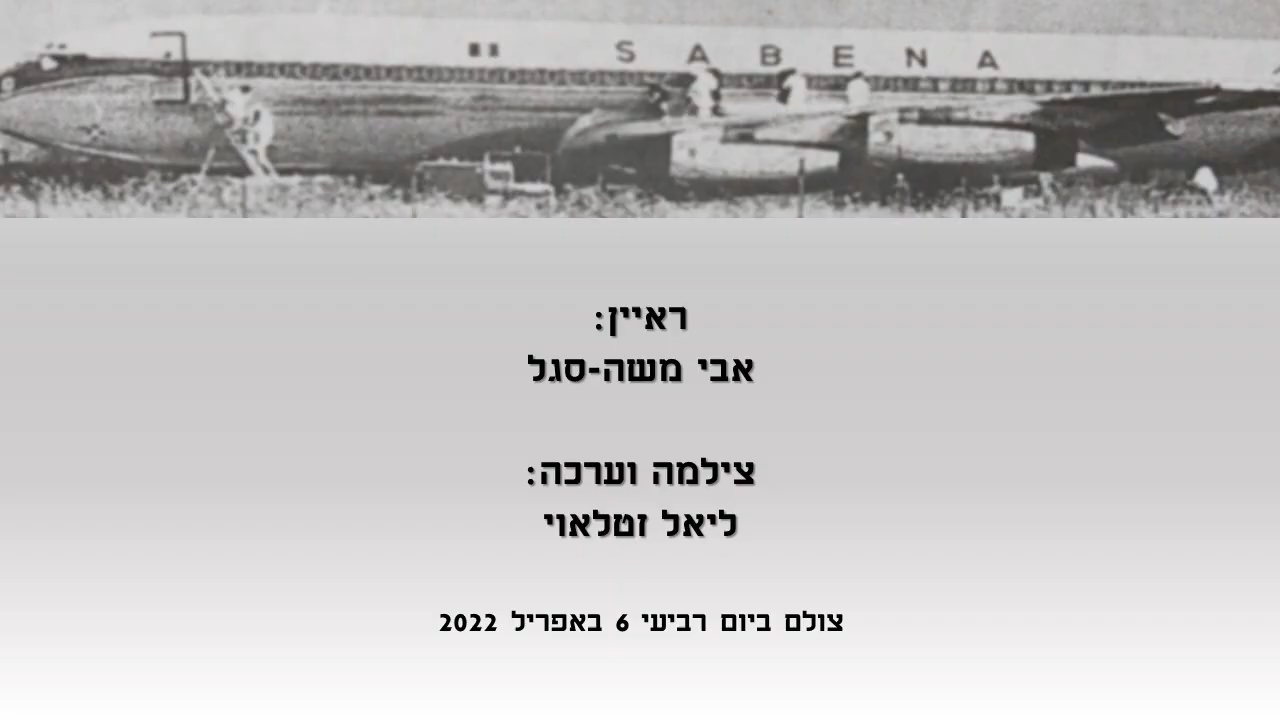 SABENA
ראיין:
אבי משה-סגל
צילמה וערכה:
ליאל זטלאוי
צולם ביום רביעי 6 באפריל 2022